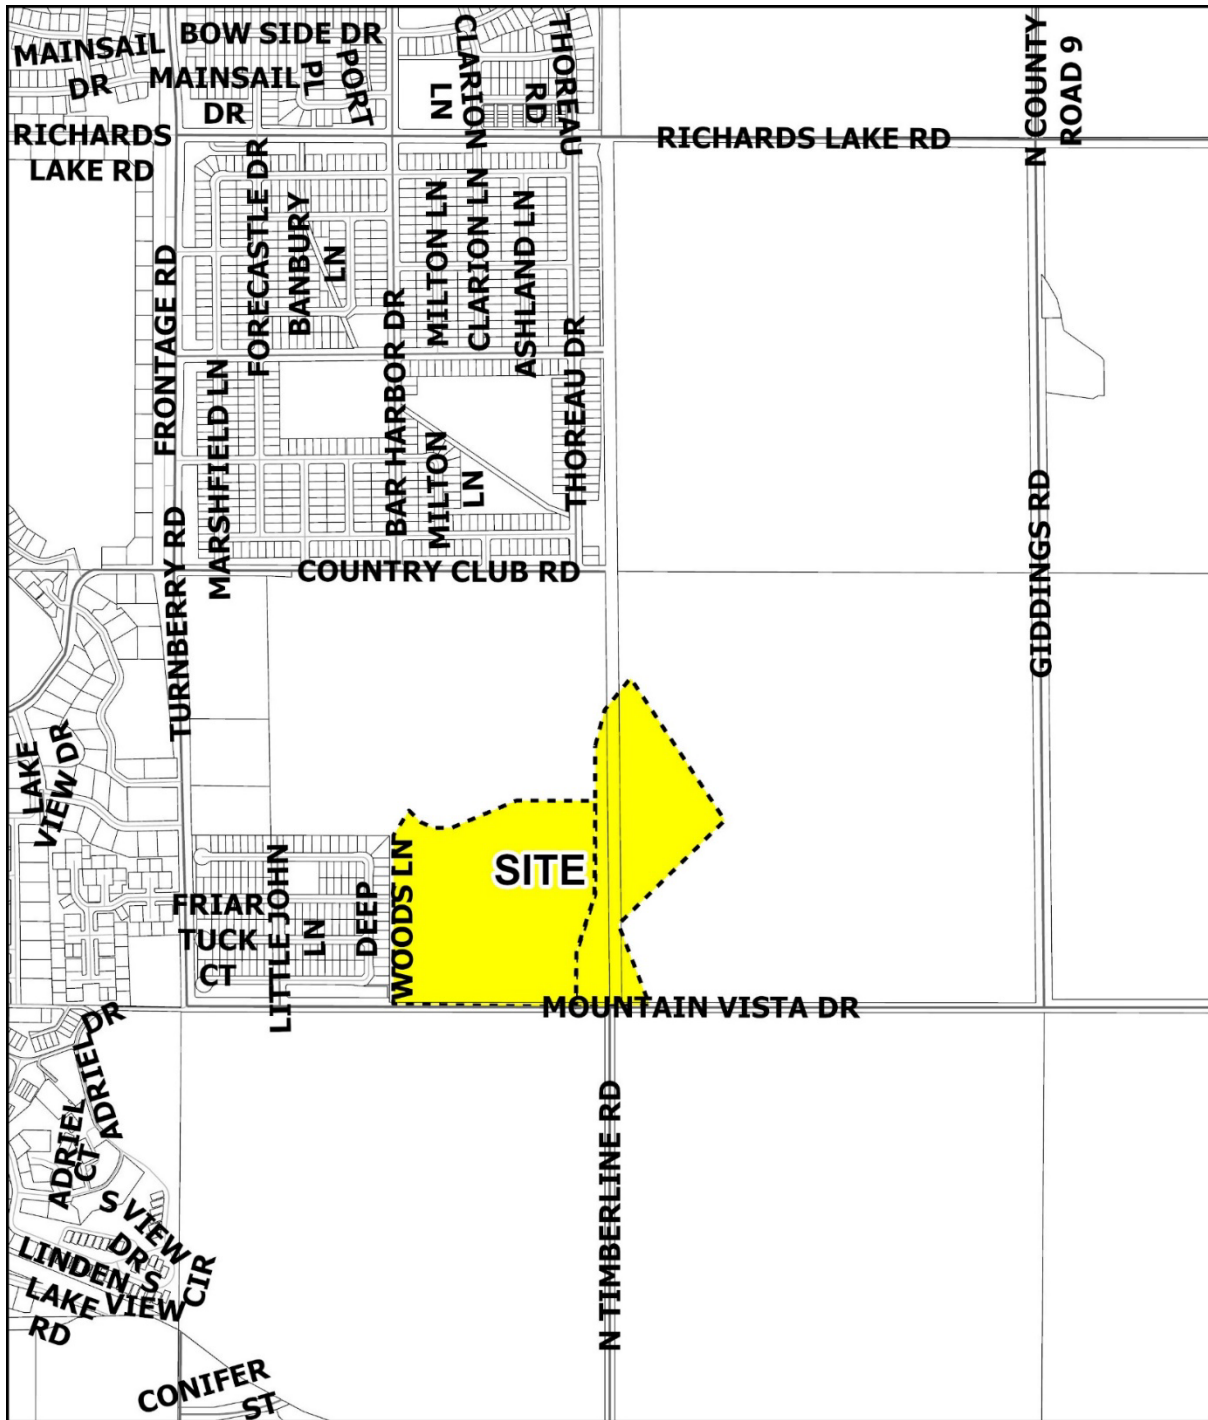 MAINSAIL
DR
BOW SIDE DR
MAINSAIL
DR
PORT
PL
CLARION
LN
THOREAU
RD
N COUNTY
ROAD 9
RICHARDS
LAKE RD
RICHARDS LAKE RD
FRONTAGE RD
FORECASTLE DR
BANBURY
LN
MILTON LN
CLARION LN
ASHLAND LN
MARSHFIELD LN
BAR HARBOR DR
MILTON
LN
THOREAU DR
TURNBERRY RD
COUNTRY CLUB RD
GIDDINGS RD
LAKE
VIEW DR
SITE
FRIAR
TUCK
CT
LITTLE JOHN
LN
DEEP
WOODS LN
MOUNTAIN VISTA DR
ADRIEL DR
ADRIEL
CT
N TIMBERLINE RD
S VIEW
DR
S VIEW CIR
LINDEN
LAKE
RD
CONIFER
ST